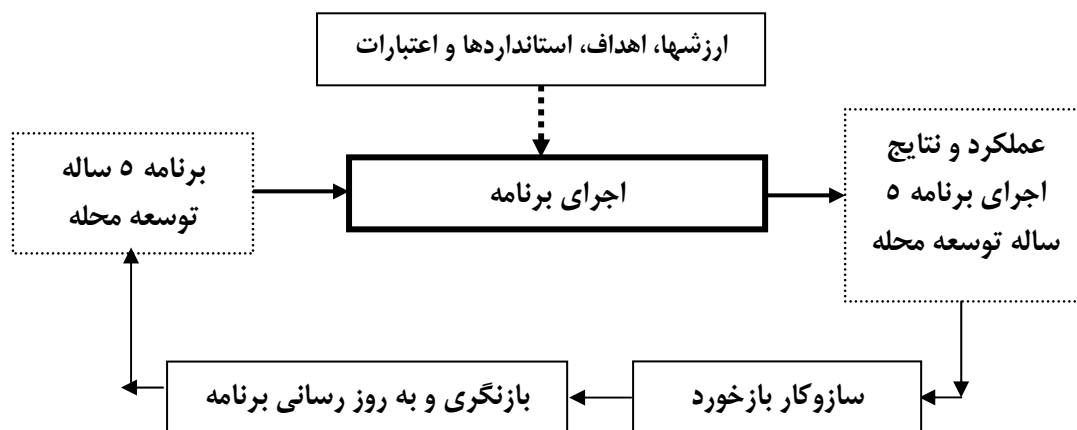 ارزشها، اهداف، استانداردها و اعتبارات
برنامه ۵ ساله
توسعه محله
اجرای برنامه
عملکرد و نتایج
اجرای برنامه ۵
ساله توسعه محله
سازوکار بازخورد
بازنگری و به روز رسانی برنامه